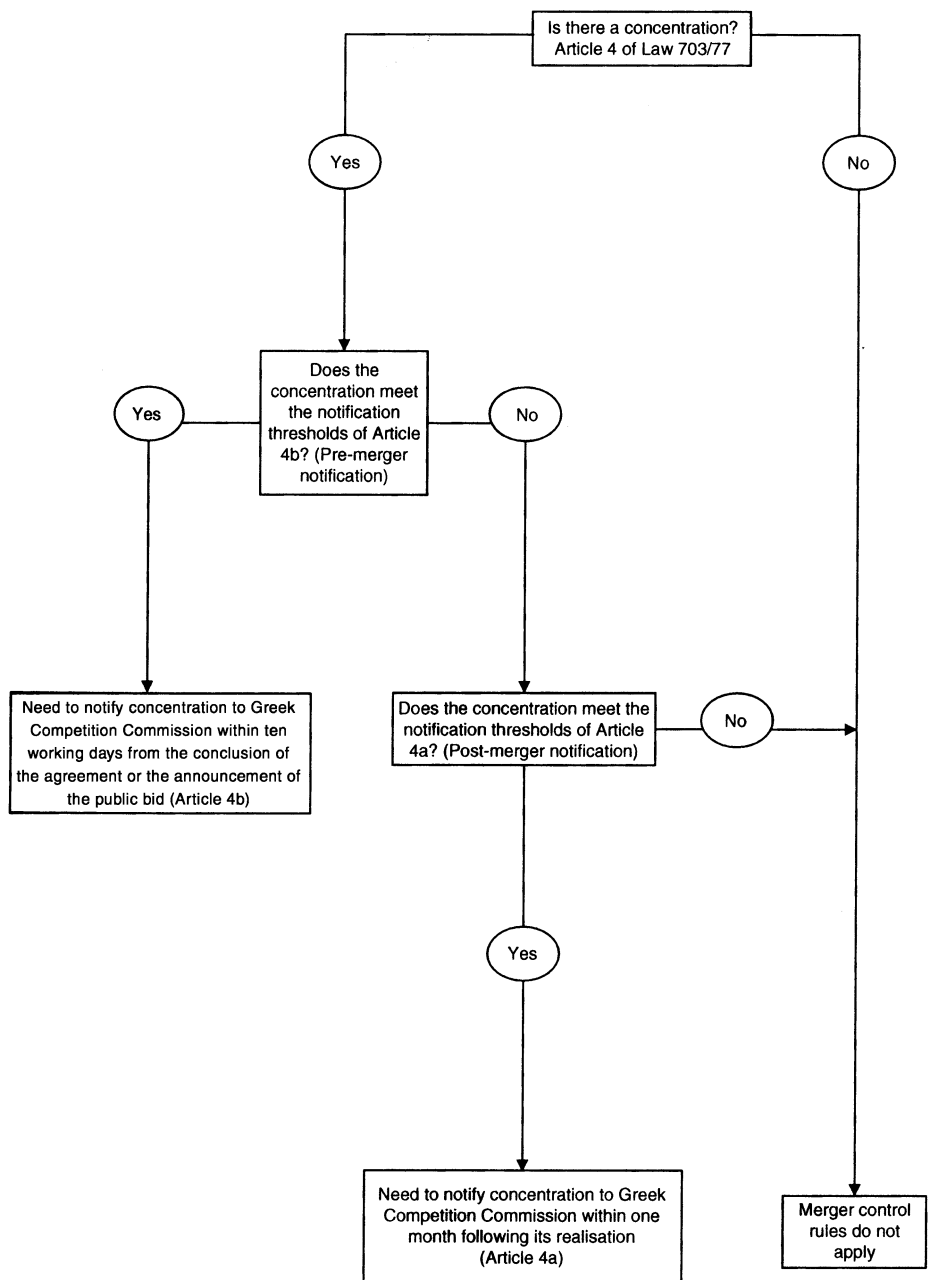 Is there a concentration?
Article 4 of Law 703/77
Yes
No
Does the
concentration meet
the notification
thresholds of Article
4b? (Pre-merger
notification)
Yes
No
Need to notify concentration to Greek
Competition Commission within ten
working days from the conclusion of
the agreement or the announcement of
the public bid (Article 4b)
Does the concentration meet the
notification thresholds of Article
4a? (Post-merger notification)
No
Yes
Need to notify concentration to Greek
Competition Commission within one
month following its realisation
(Article 4a)
Merger control
rules do not
apply